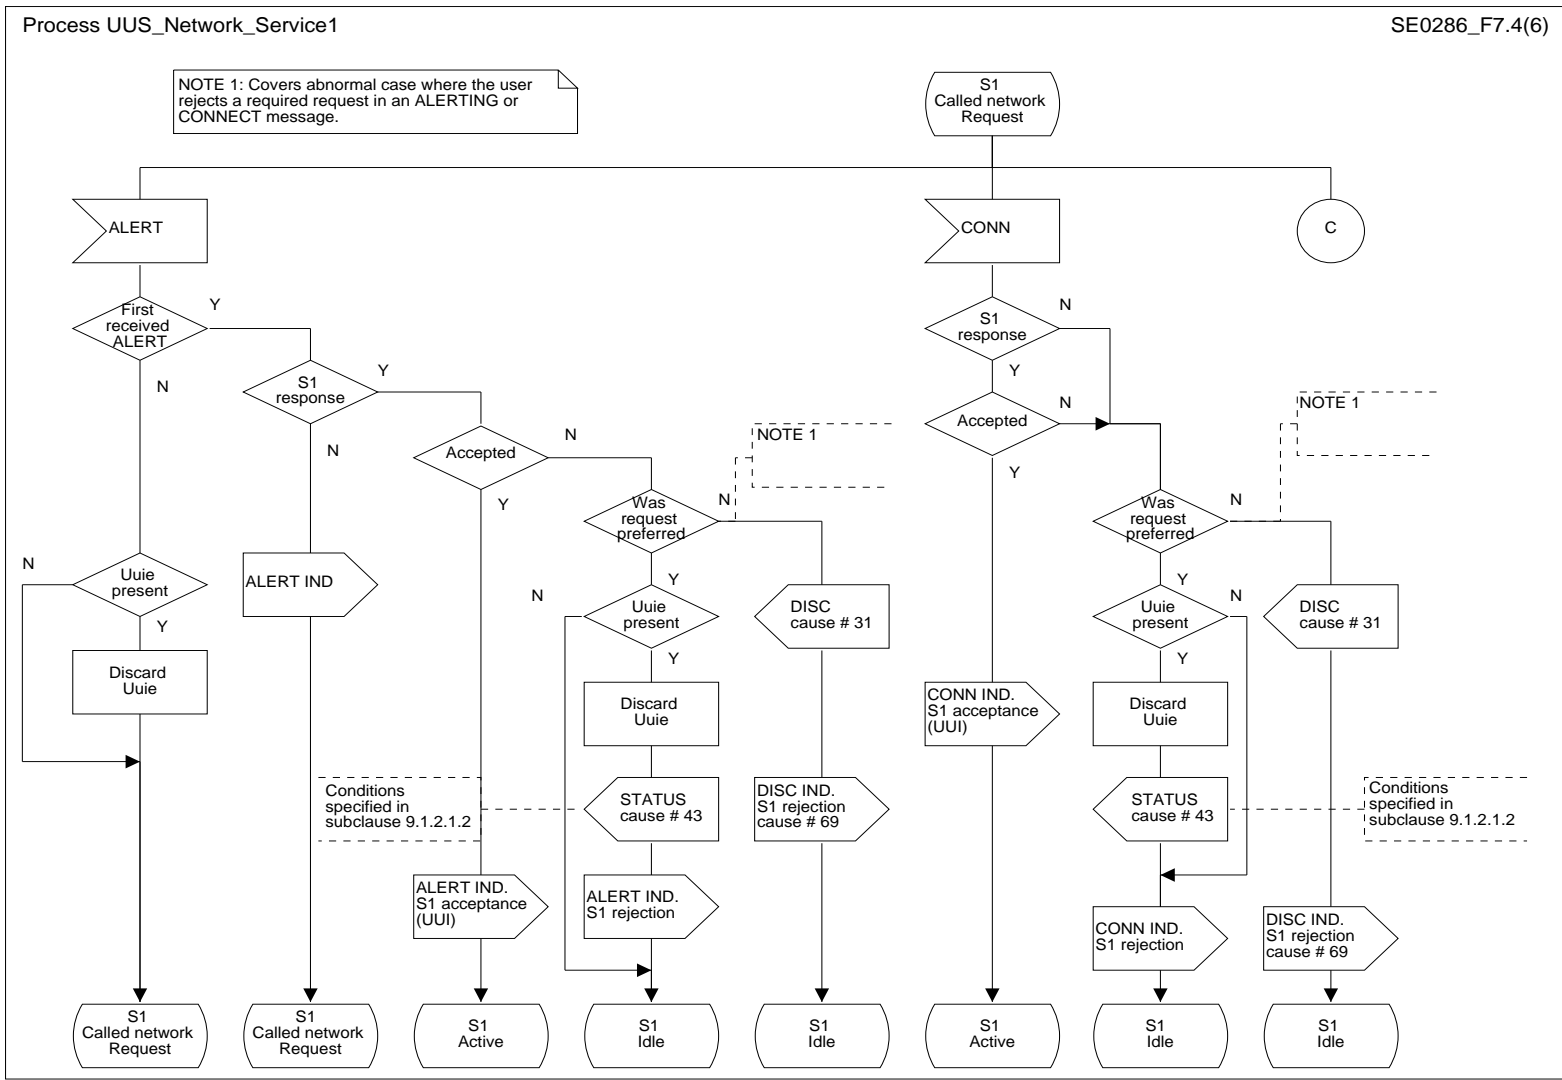 Process UUS_Network_Service1
SE0286_F7.4(6)
NOTE 1: Covers abnormal case where the user
rejects a required request in an ALERTING or
CONNECT message.
S1
Called network
Request
ALERT
CONN
C
First
received
ALERT
Y
N
S1
response
Y
N
Accepted
N
Y
NOTE 1
Was
request
preferred
N
Y
S1
response
N
Y
Accepted
N
Y
NOTE 1
Was
request
preferred
N
Y
N
Uuie
present
Y
Discard
Uuie
ALERT IND
N
Uuie
present
Y
DISC
cause # 31
Uuie
present
N
Y
DISC
cause # 31
Discard
Uuie
CONN IND.
S1 acceptance
(UUI)
Discard
Uuie
Conditions
specified in
subclause 9.1.2.1.2
STATUS
cause # 43
DISC IND.
S1 rejection
cause # 69
STATUS
cause # 43
Conditions
specified in
subclause 9.1.2.1.2
ALERT IND.
S1 acceptance
(UUI)
ALERT IND.
S1 rejection
CONN IND.
S1 rejection
DISC IND.
S1 rejection
cause # 69
S1
Called network
Request
S1
Called network
Request
S1
Active
S1
Idle
S1
Idle
S1
Active
S1
Idle
S1
Idle